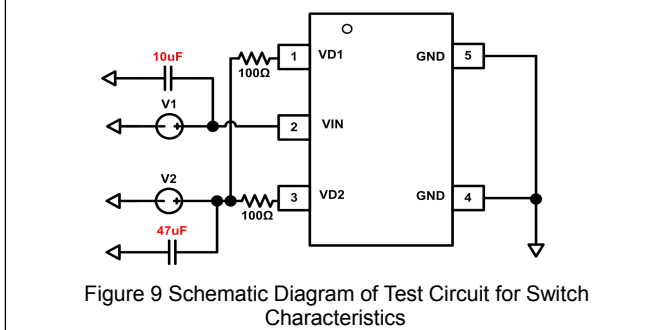 10uF
100Ω
1
VD1
GND
5
V1
2
VIN
V2
3
VD2
GND
4
100Ω
47uF
Figure 9 Schematic Diagram of Test Circuit for Switch
Characteristics